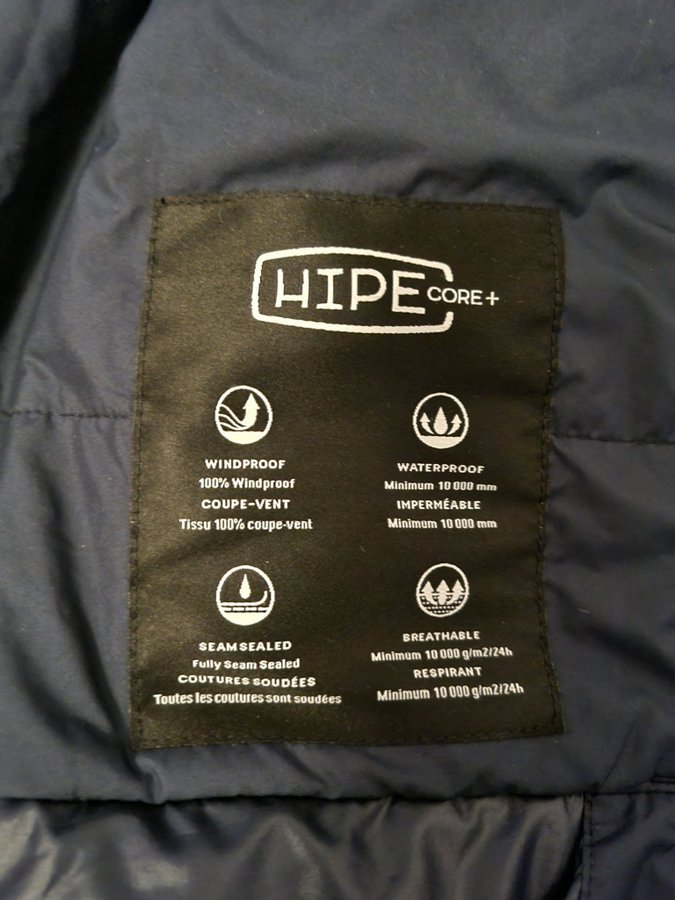 HIPE CORE+
WINDPROOF
100% Windproof
COUPE-VENT
Tissu 100% coupe-vent
WATERPROOF
Minimum 10 000 mm
IMPERMÉABLE
Minimum 10 000 mm
SEAM SEALED
Fully Seam Sealed
COUTURES SOUDÉES
Toutes les coutures sont soudées
BREATHABLE
Minimum 10 000 g/m2/24h
RESPIRANT
Minimum 10 000 g/m2/24h